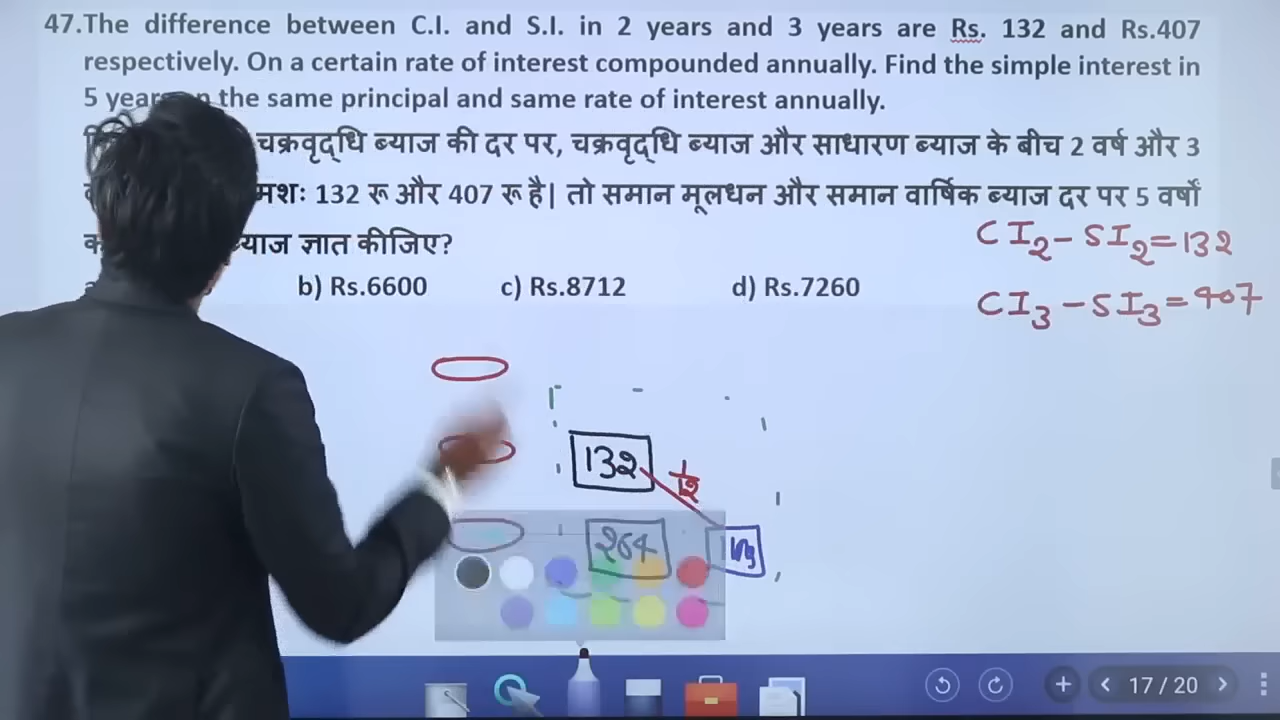 47.The difference between C.I. and S.I. in 2 years and 3 years are Rs. 132 and Rs.407
respectively. On a certain rate of interest compounded annually. Find the simple interest in
5 the same principal and same rate of interest annually.
चक्रवृद्धि ब्याज की दर पर, चक्रवृद्धि ब्याज और साधारण ब्याज के बीच 2 वर्ष और 3
132 रू और 407 रू है| तो समान मूलधन और समान वार्षिक ब्याज दर पर 5 वर्षों
ज्ञात कीजिए?
b) Rs.6600 c) Rs.8712 d) Rs.7260
CI2-SI2=132
CI3-SI3=407
132
1/12
264
17 / 20